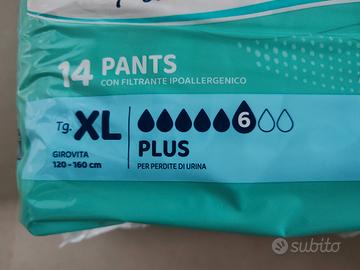 14 PANTS
CON FILTRANTE IPOALLERGENICO
Tg. XL
GIROVITA
120-160 cm
6
PLUS
PER PERDITE DI URINA
subito